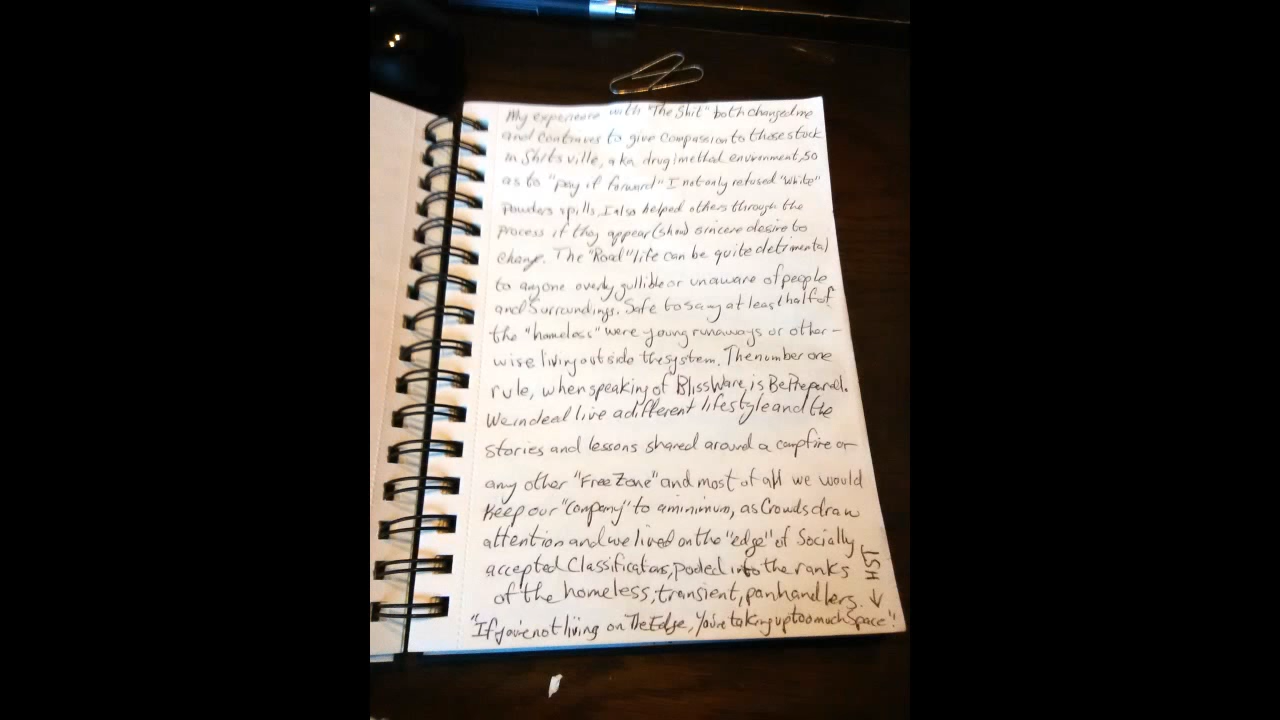 My experience with "The Shit" both changed me
and continues to give compassion to those stuck
in Shitsville, aka drug/method environment, so
as to "pay it forward" I not only refused "white"
powders spills, I also helped others through the
process if they appear (show) sincere desire to
change. The "Road" life can be quite detrimental
to anyone overly gullible or unaware of people
and Surroundings. Safe to say at least half of
the "homeless" were young runaways or other-
wise living outside the system. The number one
rule, when speaking of BlissWare, is Be Prepared.
We indeed live a different lifestyle and the
stories and lessons shared around a campfire or
any other "Free Zone" and most of all we would
Keep our "Company" to a minimum, as Crowds draw
attention and we lived on the "edge" of Socially
accepted Classifications, into the ranks
of the homeless, transient, panhandlers.
HST ↓
"If you're not living on The Edge, You're taking up too much Space"!